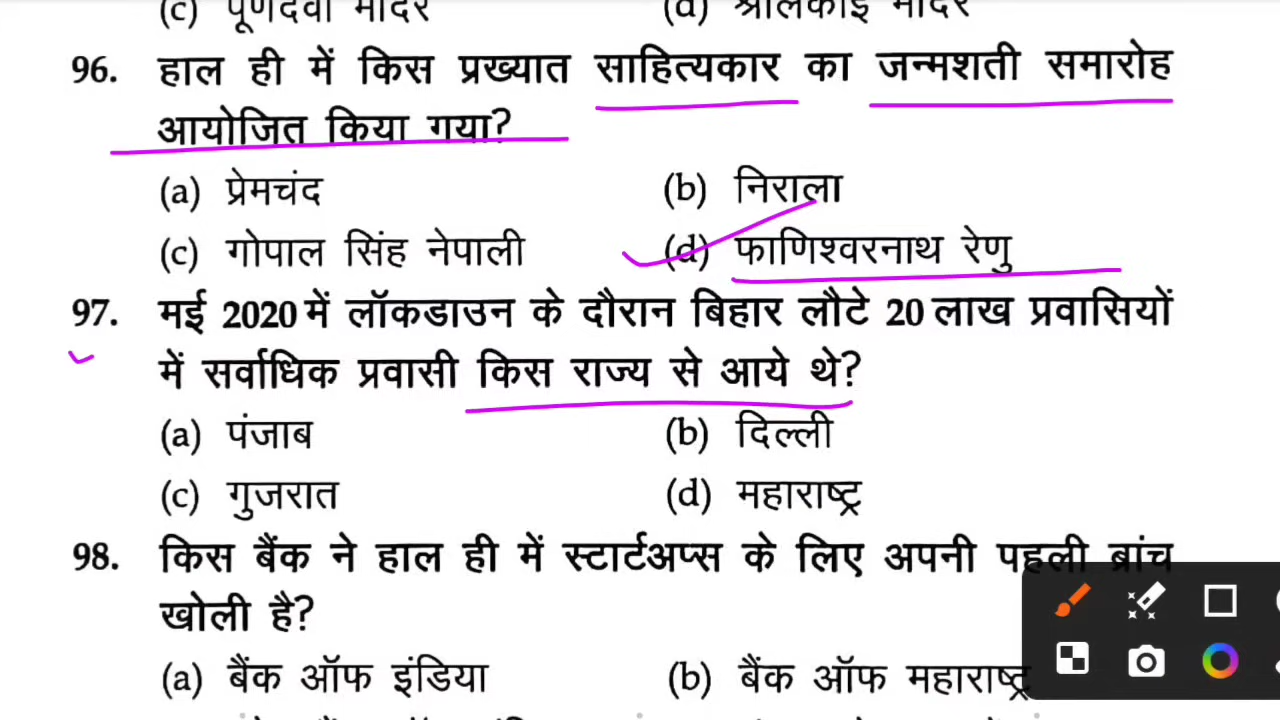 (c) पूर्णदेवी मंदिर (d)
96. हाल ही में किस प्रख्यात साहित्यकार का जन्मशती समारोह
आयोजित किया गया?
(a) प्रेमचंद (b) निराला
(c) गोपाल सिंह नेपाली (d) फाणिश्वरनाथ रेणु
97. मई 2020 में लॉकडाउन के दौरान बिहार लौटे 20 लाख प्रवासियों
में सर्वाधिक प्रवासी किस राज्य से आये थे?
(a) पंजाब (b) दिल्ली
(c) गुजरात (d) महाराष्ट्र
98. किस बैंक ने हाल ही में स्टार्टअप्स के लिए अपनी पहली ब्रांच
खोली है?
(a) बैंक ऑफ इंडिया (b) बैंक ऑफ महाराष्ट्र